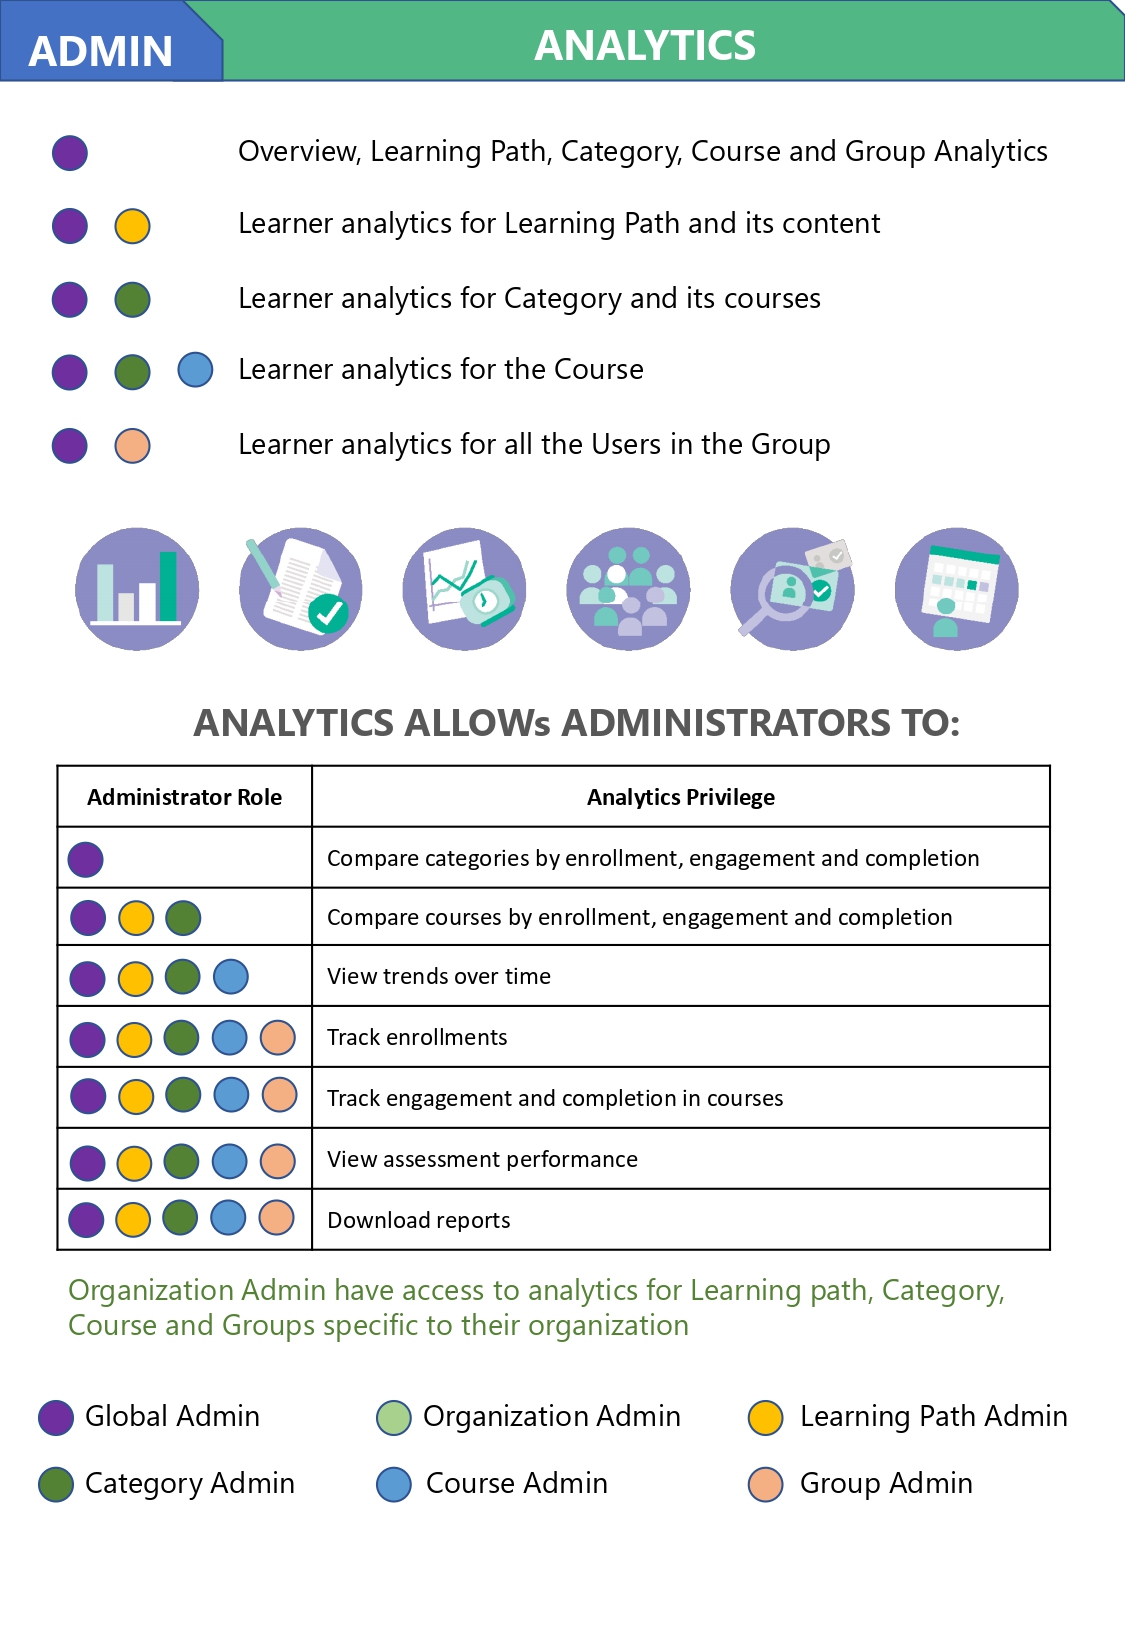 ADMIN
ANALYTICS
Overview, Learning Path, Category, Course and Group Analytics
Learner analytics for Learning Path and its content
Learner analytics for Category and its courses
Learner analytics for the Course
Learner analytics for all the Users in the Group
ANALYTICS ALLOWs ADMINISTRATORS TO:
Administrator Role
Analytics Privilege
Compare categories by enrollment, engagement and completion
Compare courses by enrollment, engagement and completion
View trends over time
Track enrollments
Track engagement and completion in courses
View assessment performance
Download reports
Organization Admin have access to analytics for Learning path, Category,
Course and Groups specific to their organization
Global Admin
Organization Admin
Learning Path Admin
Category Admin
Course Admin
Group Admin